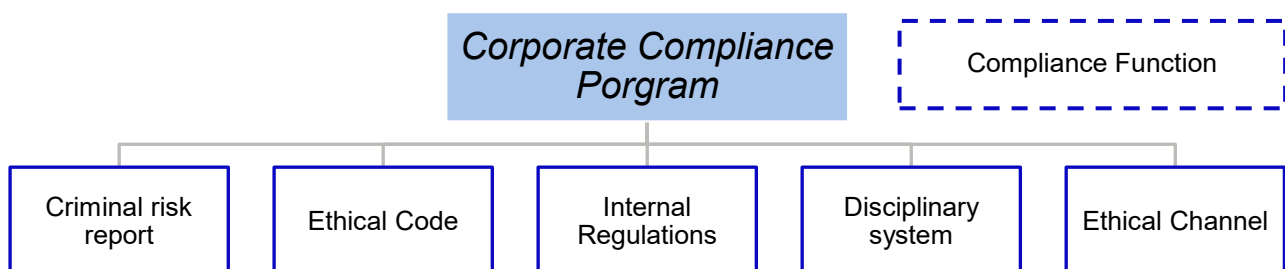 Corporate Compliance
Porgram
Compliance Function
Criminal risk
report
Ethical Code
Internal
Regulations
Disciplinary
system
Ethical Channel